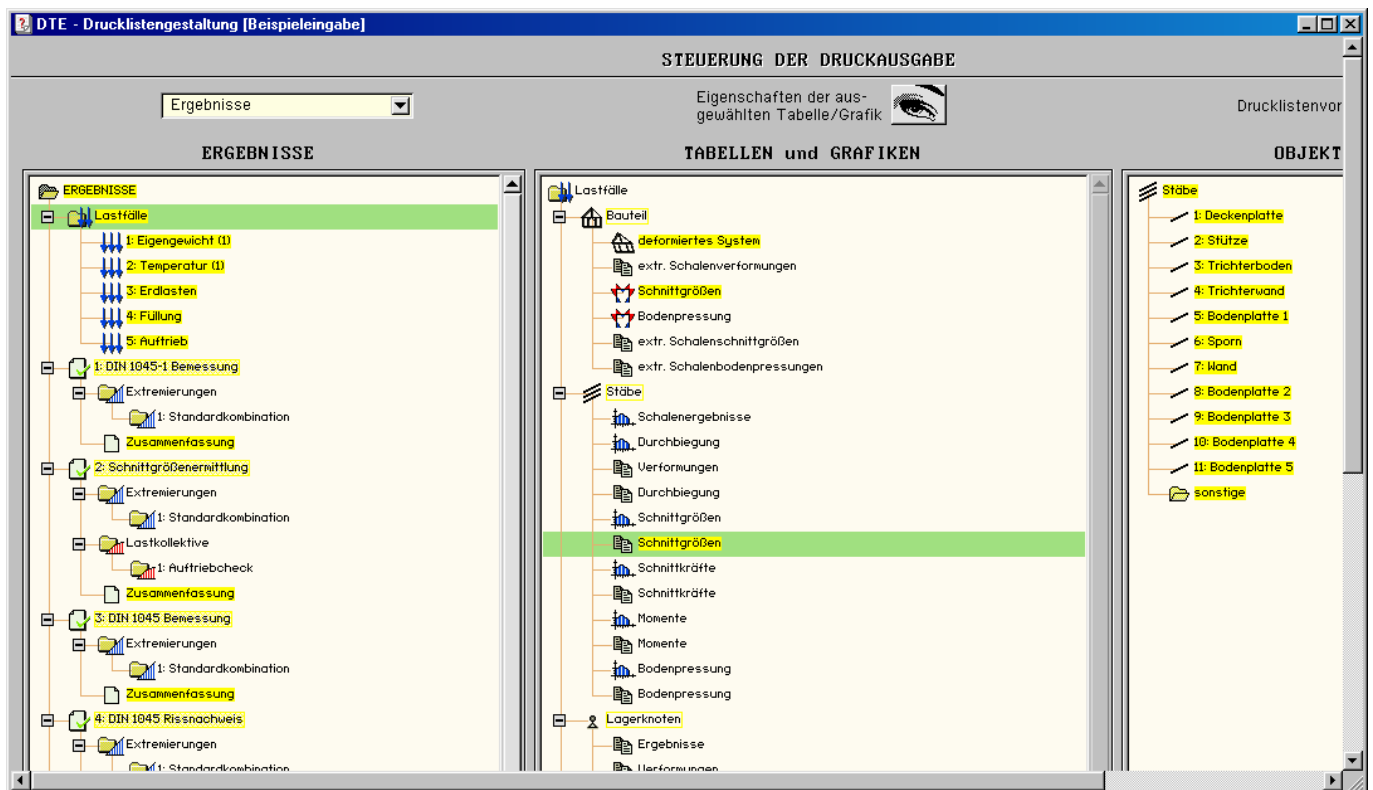 DTE - Drucklistengestaltung [Beispieleingabe]
STEUERUNG DER DRUCKAUSGABE
Ergebnisse
Eigenschaften der aus-
gewählten Tabelle/Grafik
Drucklistenvor
ERGEBNISSE
TABELLEN und GRAFIKEN
OBJEKT
ERGEBNISSE
Lastfälle
1: Eigengewicht (1)
2: Temperatur (1)
3: Erdlasten
4: Füllung
5: Auftrieb
1: DIN 1045-1 Bemessung
Extremierungen
1: Standardkombination
Zusammenfassung
2: Schnittgrößenermittlung
Extremierungen
1: Standardkombination
Lastkollektive
1: Auftriebcheck
Zusammenfassung
3: DIN 1045 Bemessung
Extremierungen
1: Standardkombination
Zusammenfassung
4: DIN 1045 Rissnachweis
Extremierungen
1: Standardkombination
Lastfälle
Bauteil
deformiertes System
extr. Schalenverformungen
Schnittgrößen
Bodenpressung
extr. Schalenschnittgrößen
extr. Schalenbodenpressungen
Stäbe
Schalenergebnisse
Durchbiegung
Verformungen
Durchbiegung
Schnittgrößen
Schnittgrößen
Schnittkräfte
Schnittkräfte
Momente
Momente
Bodenpressung
Bodenpressung
Lagerknoten
Ergebnisse
Verformungen
Stäbe
1: Deckenplatte
2: Stütze
3: Trichterboden
4: Trichterwand
5: Bodenplatte 1
6: Sporn
7: Wand
8: Bodenplatte 2
9: Bodenplatte 3
10: Bodenplatte 4
11: Bodenplatte 5
sonstige